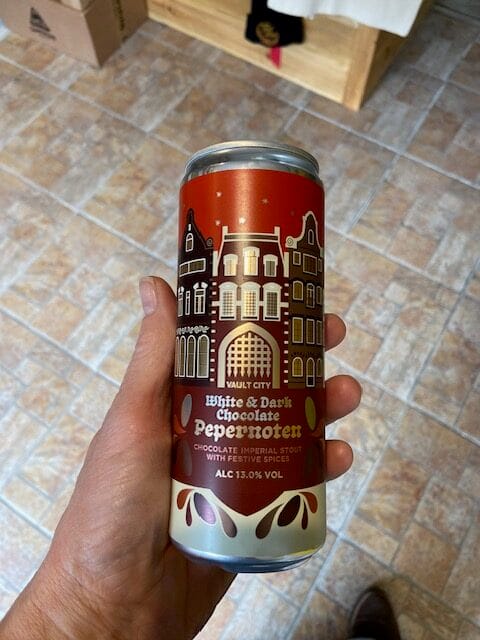 VAULT CITY
White & Dark
Chocolate
Pepernoten
CHOCOLATE IMPERIAL STOUT
WITH FESTIVE SPICES
ALC 13.0% VOL